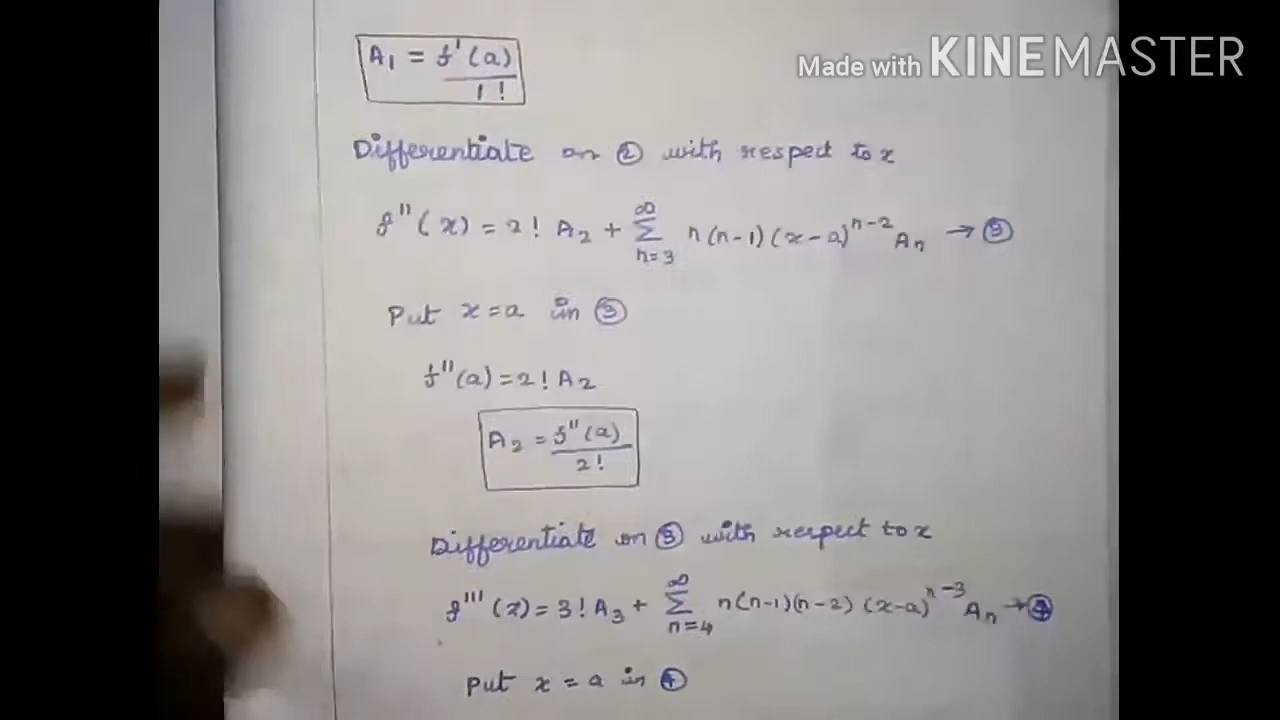 Made with KINEMASTER
A₁ = f'(a) / 1!
Differentiate on ② with respect to x
f''(x) = 2! A₂ + ∞ Σ n=3 n(n-1)(x-a)ⁿ⁻² Aₙ → ③
Put x = a in ③
f''(a) = 2! A₂
A₂ = f''(a) / 2!
Differentiate on ③ with respect to x
f'''(x) = 3! A₃ + ∞ Σ n=4 n(n-1)(n-2) (x-a)ⁿ⁻³ Aₙ → ④
Put x = a in ④